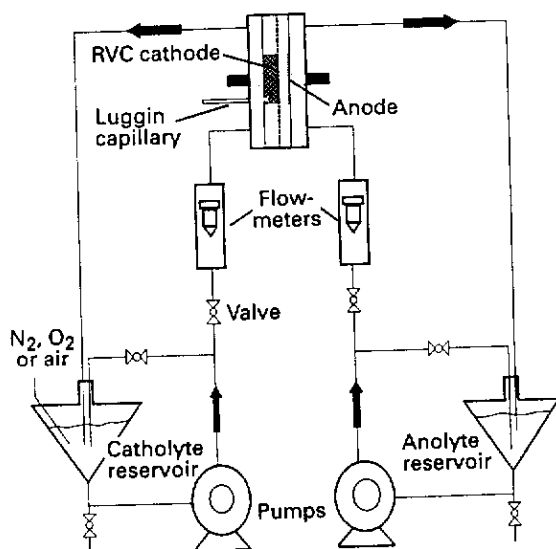 RVC cathode
Anode
Luggin
capillary
Flow-
meters
Valve
N₂, O₂
or air
Catholyte
reservoir
Anolyte
reservoir
Pumps